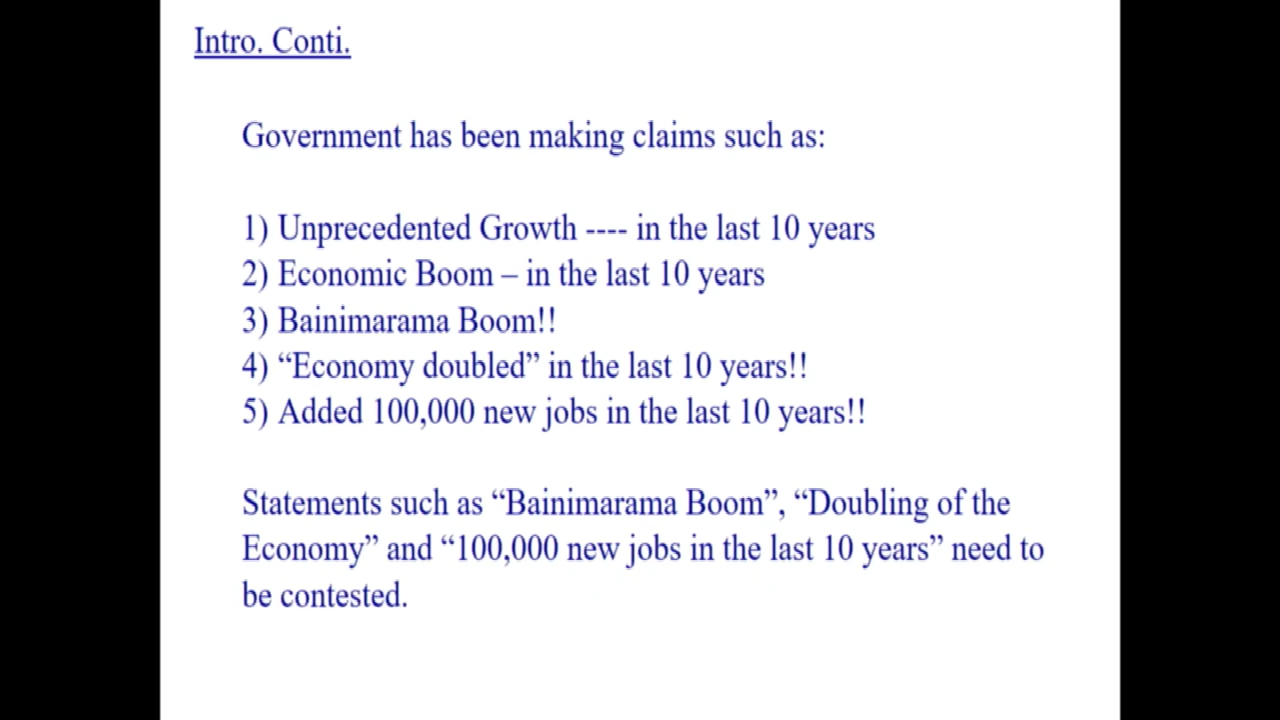 Intro. Conti.
Government has been making claims such as:
1) Unprecedented Growth ---- in the last 10 years
2) Economic Boom – in the last 10 years
3) Bainimarama Boom!!
4) “Economy doubled” in the last 10 years!!
5) Added 100,000 new jobs in the last 10 years!!
Statements such as “Bainimarama Boom”, “Doubling of the
Economy” and “100,000 new jobs in the last 10 years” need to
be contested.